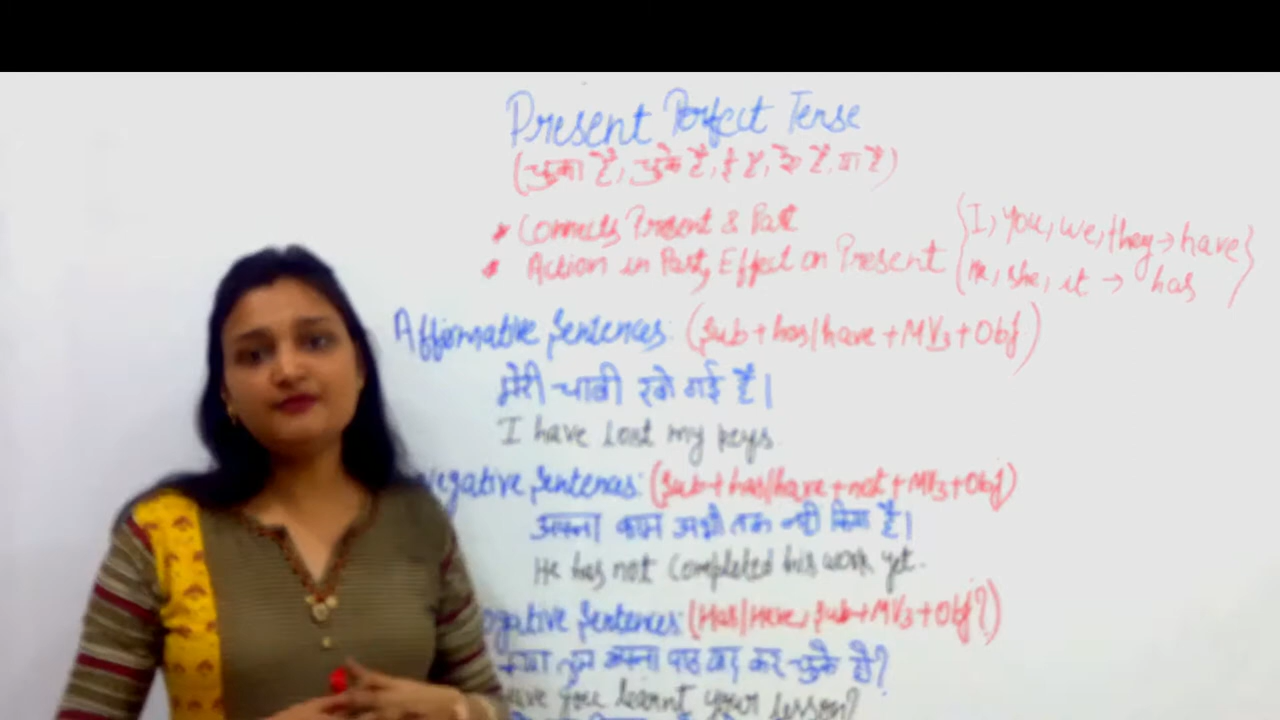 Present Perfect Tense
(चुका है, चुके हैं, ई है, ये हैं, या है)
Connects Present & Past
Action in Past, Effect on Present
{I, You, we, they → have}
he, she, it → has
Affirmative Sentences: (Sub + has/have + MV3 + Obj)
मेरी चाबी गई है।
I have lost my keys.
Negative Sentences: (Sub + has/have + not + MV3 + Obj)
अपना काम अभी तक नहीं किया है।
He has not completed his work yet.
ogative Sentences: (Has/Have, Sub + MV3 + Obj?)
क्या तुम अपना पाठ याद कर चुके हो?
ave you learnt your lesson?